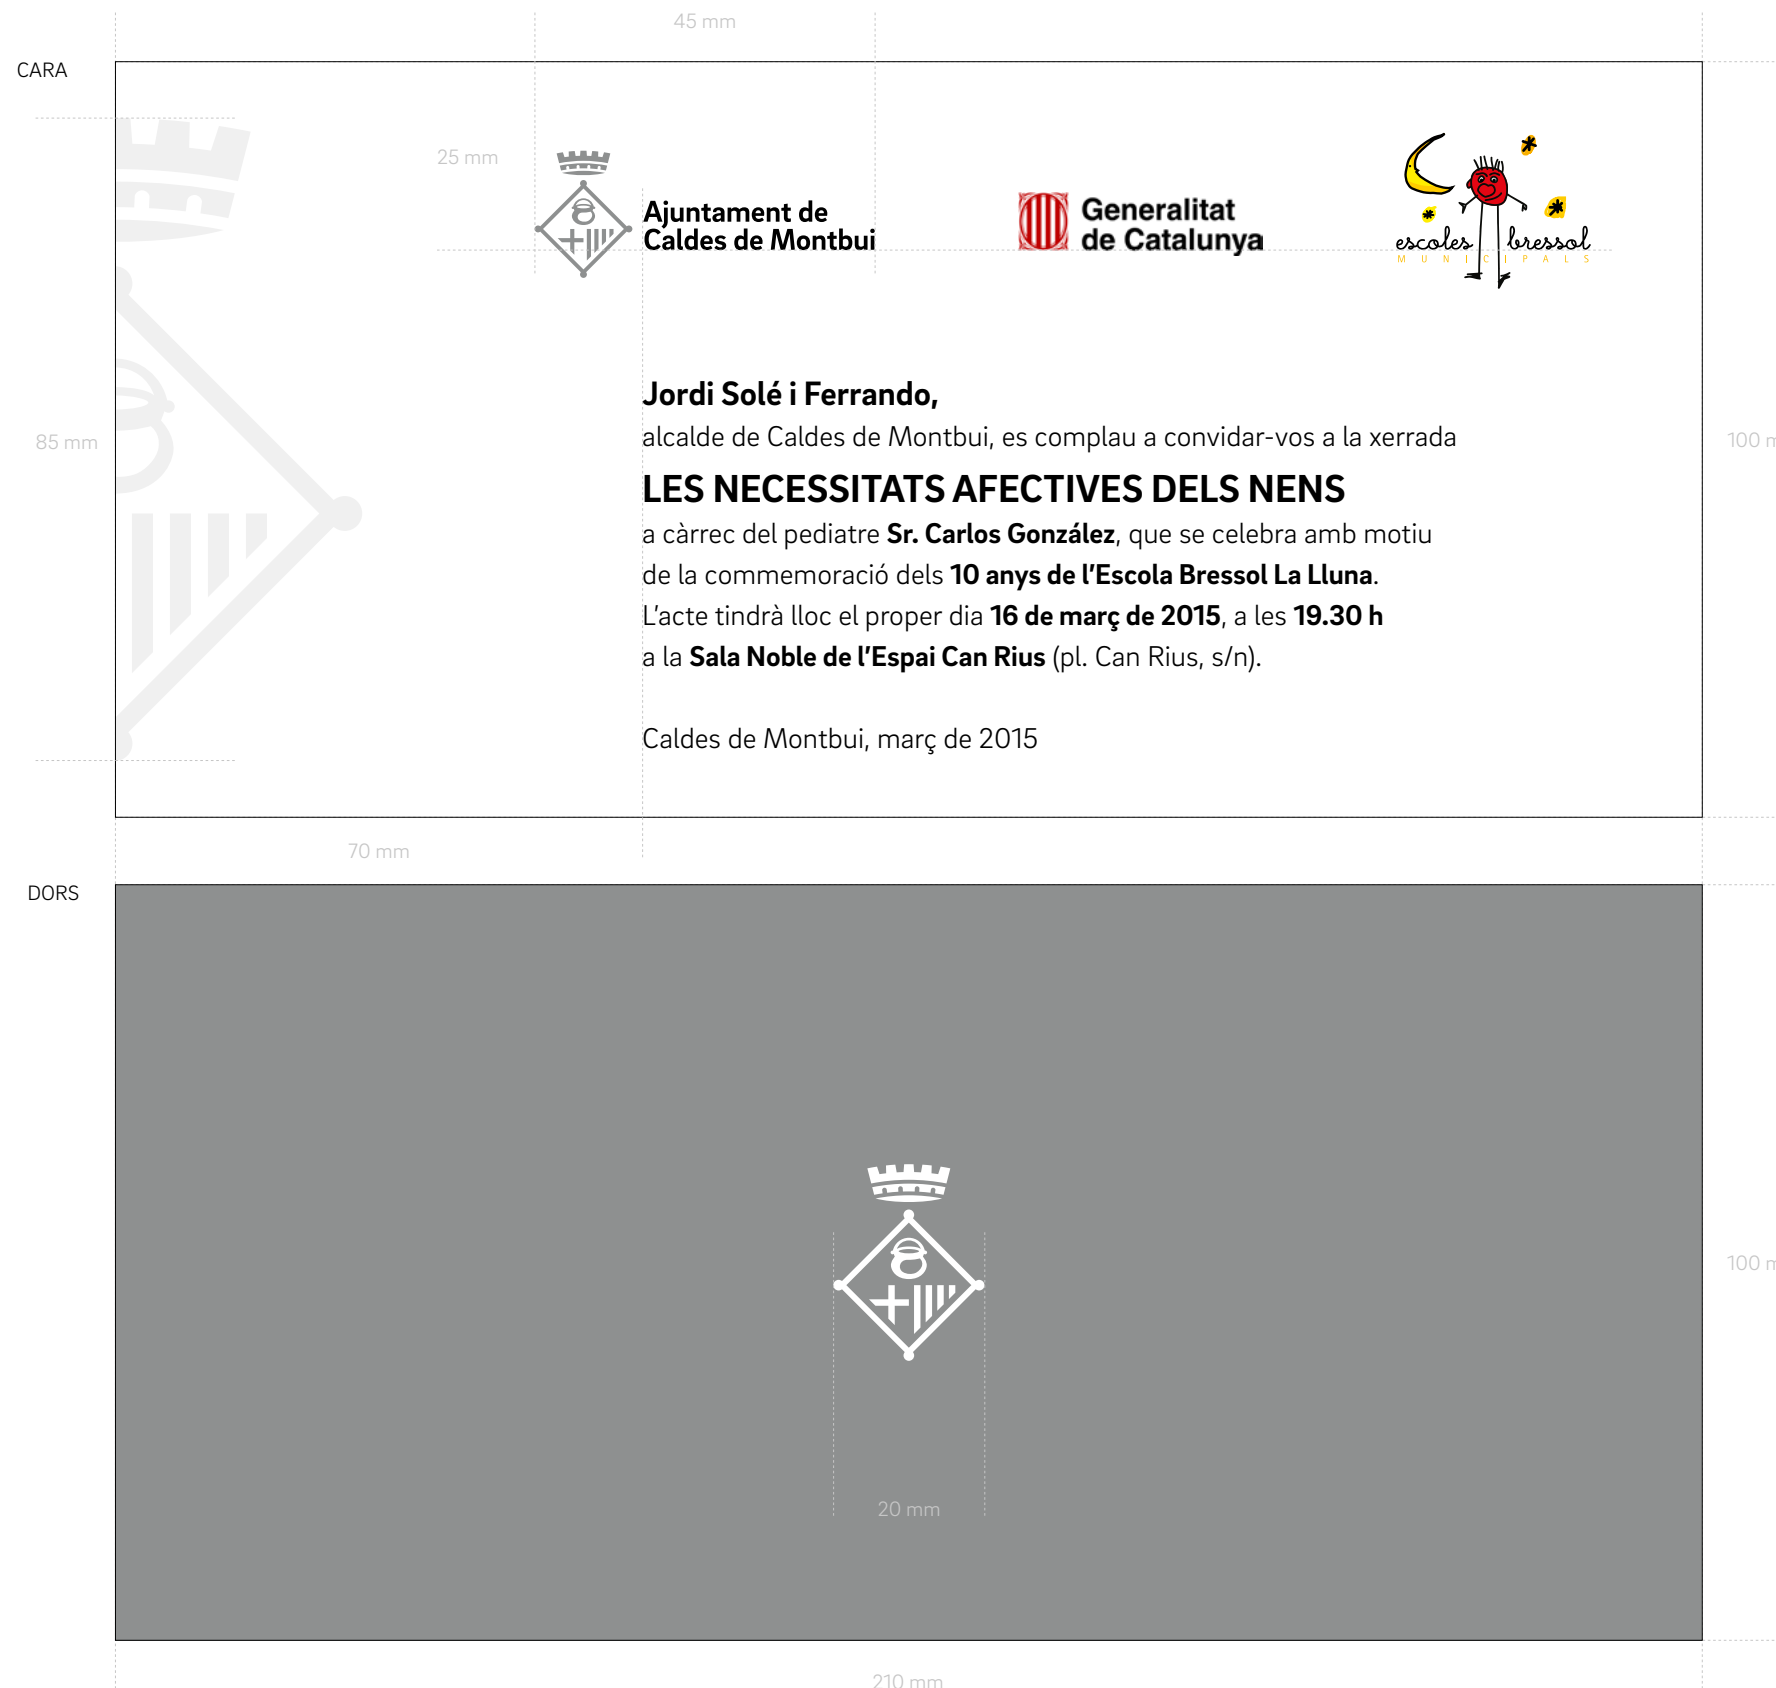 45 mm
CARA
25 mm
Ajuntament de
Caldes de Montbui
Generalitat
de Catalunya
escoles bressol
MUNICIPALS
Jordi Solé i Ferrando,
alcalde de Caldes de Montbui, es complau a convidar-vos a la xerrada
85 mm
100 m
LES NECESSITATS AFECTIVES DELS NENS
a càrrec del pediatre Sr. Carlos González, que se celebra amb motiu
de la commemoració dels 10 anys de l’Escola Bressol La Lluna.
L’acte tindrà lloc el proper dia 16 de març de 2015, a les 19.30 h
a la Sala Noble de l’Espai Can Rius (pl. Can Rius, s/n).
Caldes de Montbui, març de 2015
70 mm
DORS
100 m
20 mm
210 mm